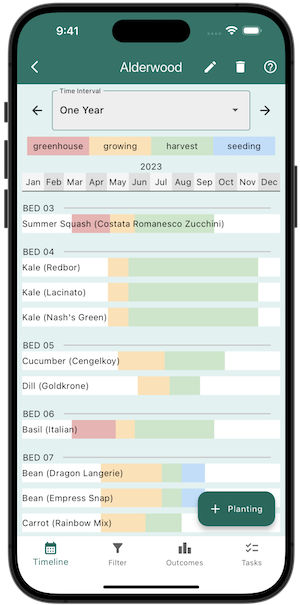 9:41
Alderwood
Time Interval
One Year
greenhouse growing harvest seeding
2023
Jan Feb Mar Apr May Jun Jul Aug Sep Oct Nov Dec
BED 03
Summer Squash (Costata Romanesco Zucchini)
BED 04
Kale (Redbor)
Kale (Lacinato)
Kale (Nash's Green)
BED 05
Cucumber (Cengelkoy)
Dill (Goldkrone)
BED 06
Basil (Italian)
BED 07
Bean (Dragon Langerie)
Bean (Empress Snap)
Carrot (Rainbow Mix)
+ Planting
Timeline Filter Outcomes Tasks